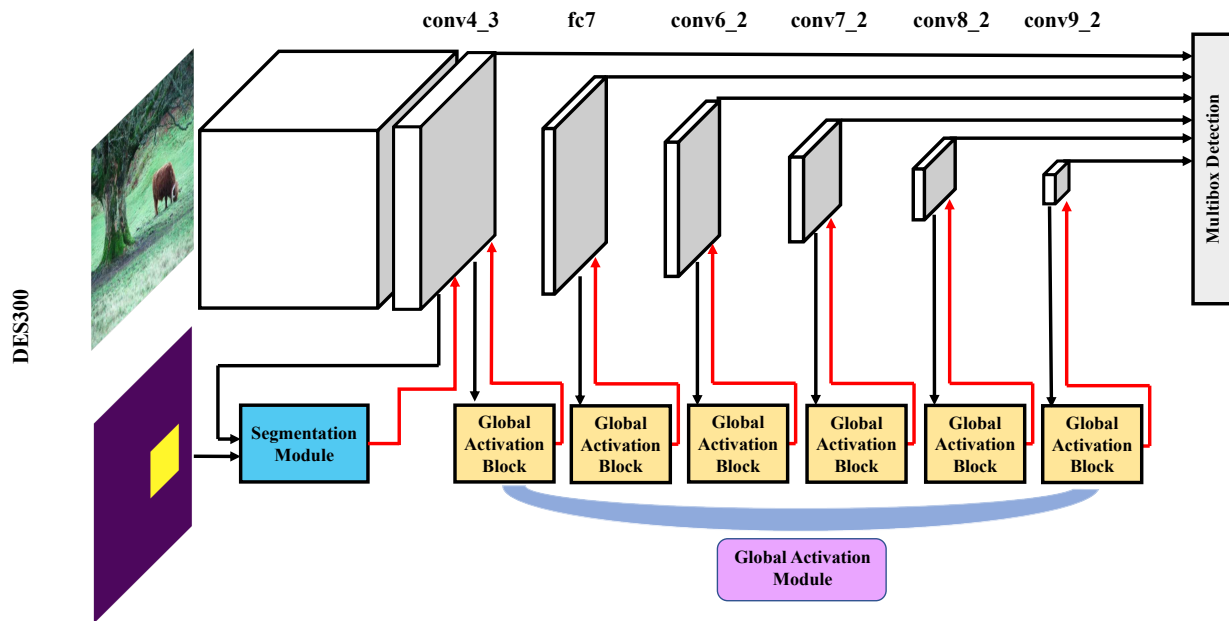 conv4_3
fc7
conv6_2
conv7_2
conv8_2
conv9_2
Multibox Detection
DES300
Segmentation
Module
Global
Activation
Block
Global
Activation
Block
Global
Activation
Block
Global
Activation
Block
Global
Activation
Block
Global
Activation
Block
Global Activation
Module